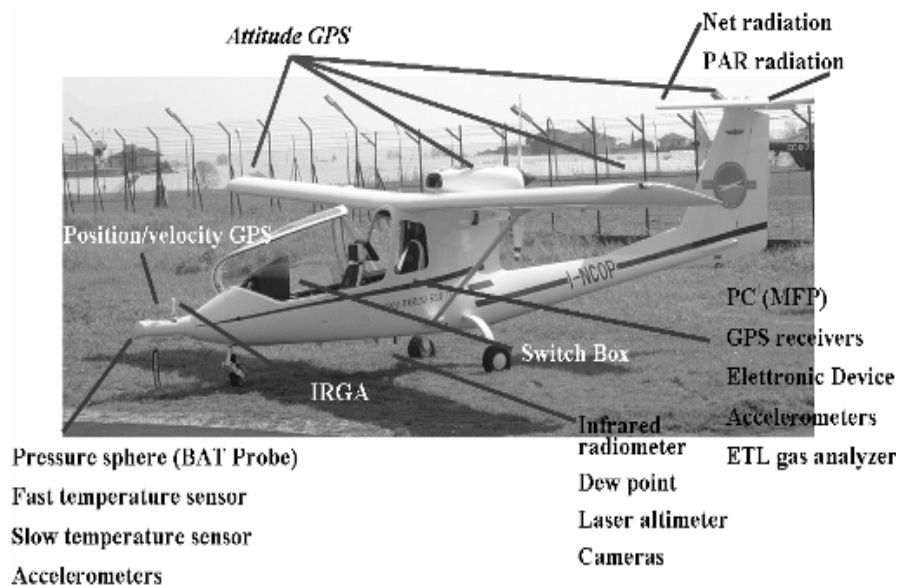 Net radiation
Attitude GPS
PAR radiation
Position/velocity GPS
I-NCOP
PC (MFP)
GPS receivers
Switch Box
IRGA
Elettronic Device
Infrared
radiometer
Accelerometers
Pressure sphere (BAT Probe)
ETL gas analyzer
Dew point
Fast temperature sensor
Laser altimeter
Slow temperature sensor
Cameras
Accelerometers